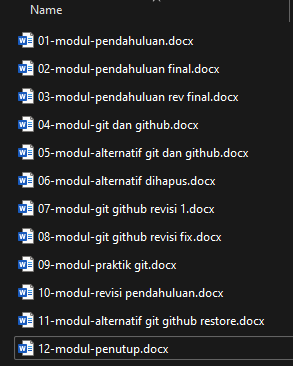 Name
01-modul-pendahuluan.docx
02-modul-pendahuluan final.docx
03-modul-pendahuluan rev final.docx
04-modul-git dan github.docx
05-modul-alternatif git dan github.docx
06-modul-alternatif dihapus.docx
07-modul-git github revisi 1.docx
08-modul-git github revisi fix.docx
09-modul-praktik git.docx
10-modul-revisi pendahuluan.docx
11-modul-alternatif git github restore.docx
12-modul-penutup.docx